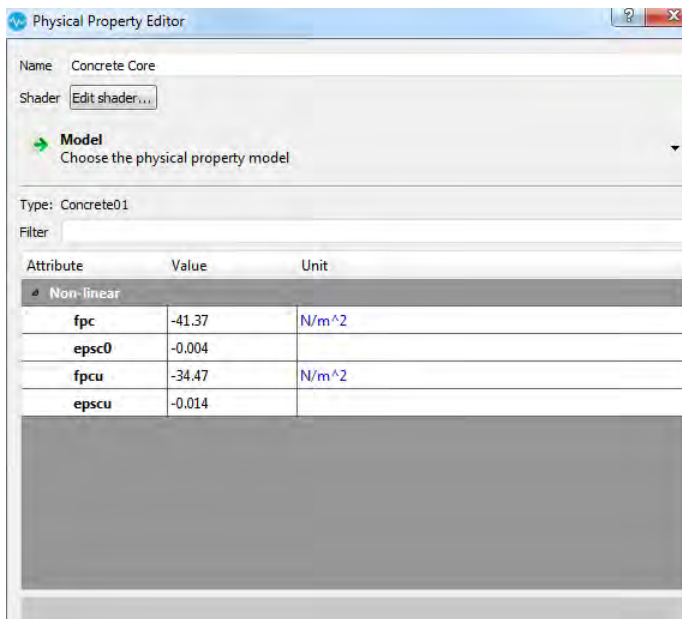 Physical Property Editor
Name Concrete Core
Shader Edit shader...
Model
Choose the physical property model
Type: Concrete01
Filter
Attribute Value Unit
Non-linear
fpc -41.37 N/m^2
epsc0 -0.004
fpcu -34.47 N/m^2
epscu -0.014